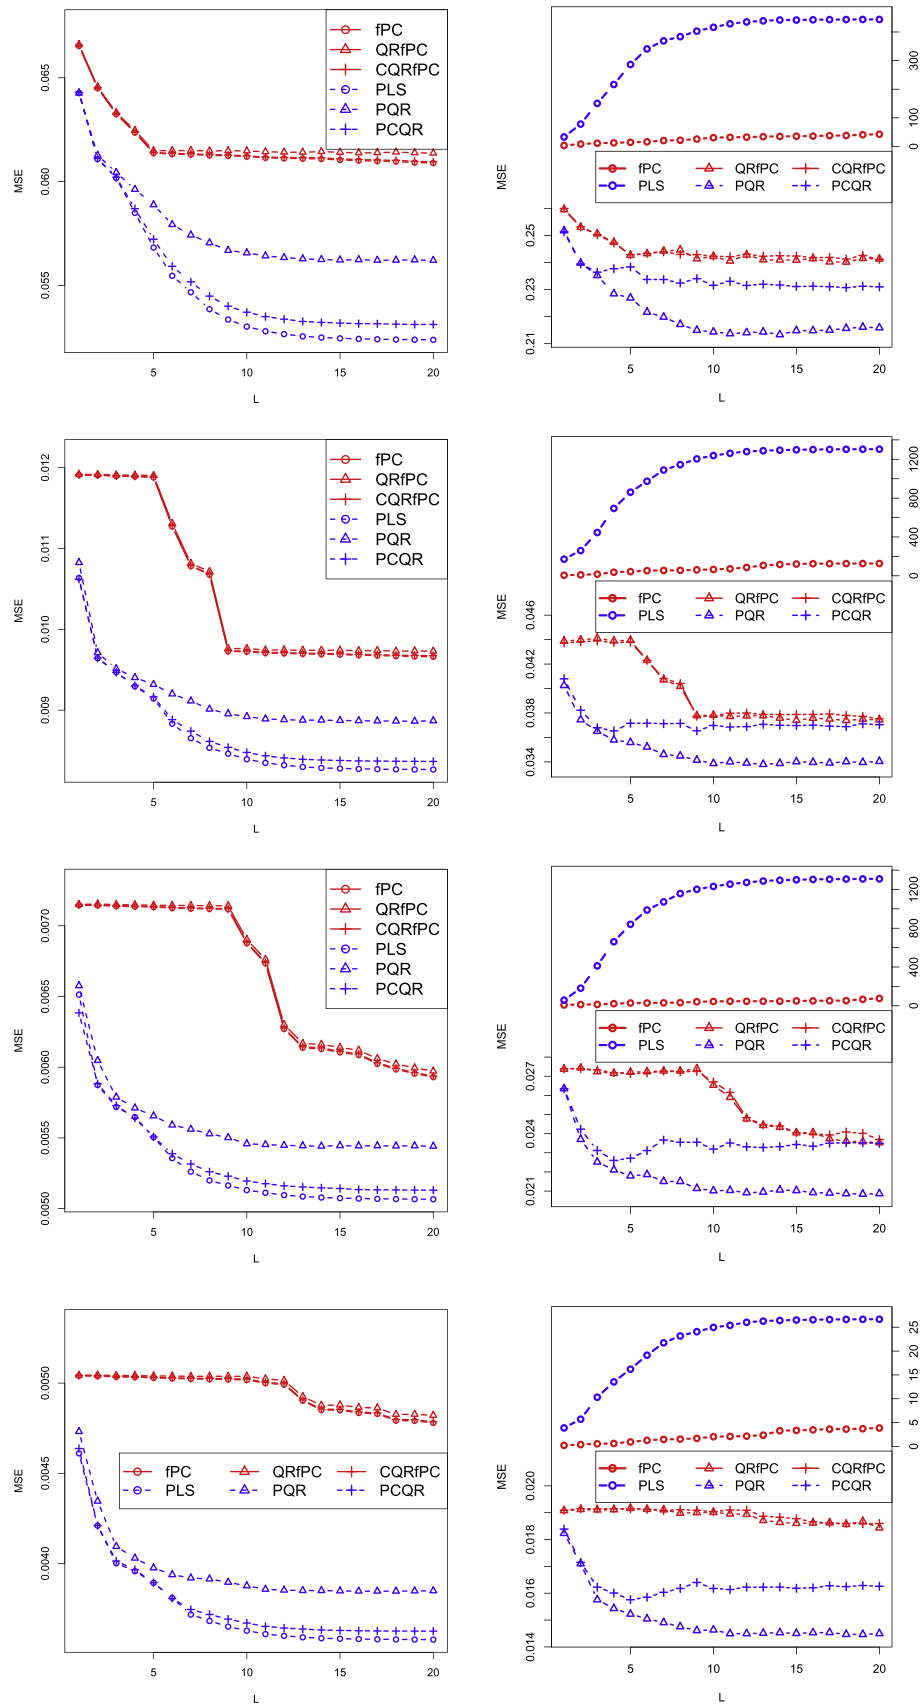 fPC
QRfPC
CQRfPC
PLS
PQR
PCQR
MSE
0.065
0.060
0.055
5 10 15 20
L
300
100
0
fPC QRfPC CQRfPC
PLS PQR PCQR
MSE
0.25
0.23
0.21
5 10 15 20
L
fPC
QRfPC
CQRfPC
PLS
PQR
PCQR
MSE
0.012
0.011
0.010
0.009
5 10 15 20
L
1200
800
400
0
fPC QRfPC CQRfPC
PLS PQR PCQR
MSE
0.046
0.042
0.038
0.034
5 10 15 20
L
fPC
QRfPC
CQRfPC
PLS
PQR
PCQR
MSE
0.0070
0.0065
0.0060
0.0055
0.0050
5 10 15 20
L
1200
800
400
0
fPC QRfPC CQRfPC
PLS PQR PCQR
MSE
0.027
0.024
0.021
5 10 15 20
L
MSE
0.0050
0.0045
0.0040
fPC QRfPC CQRfPC
PLS PQR PCQR
5 10 15 20
L
25
20
15
10
5
0
fPC QRfPC CQRfPC
PLS PQR PCQR
MSE
0.020
0.018
0.016
0.014
5 10 15 20
L